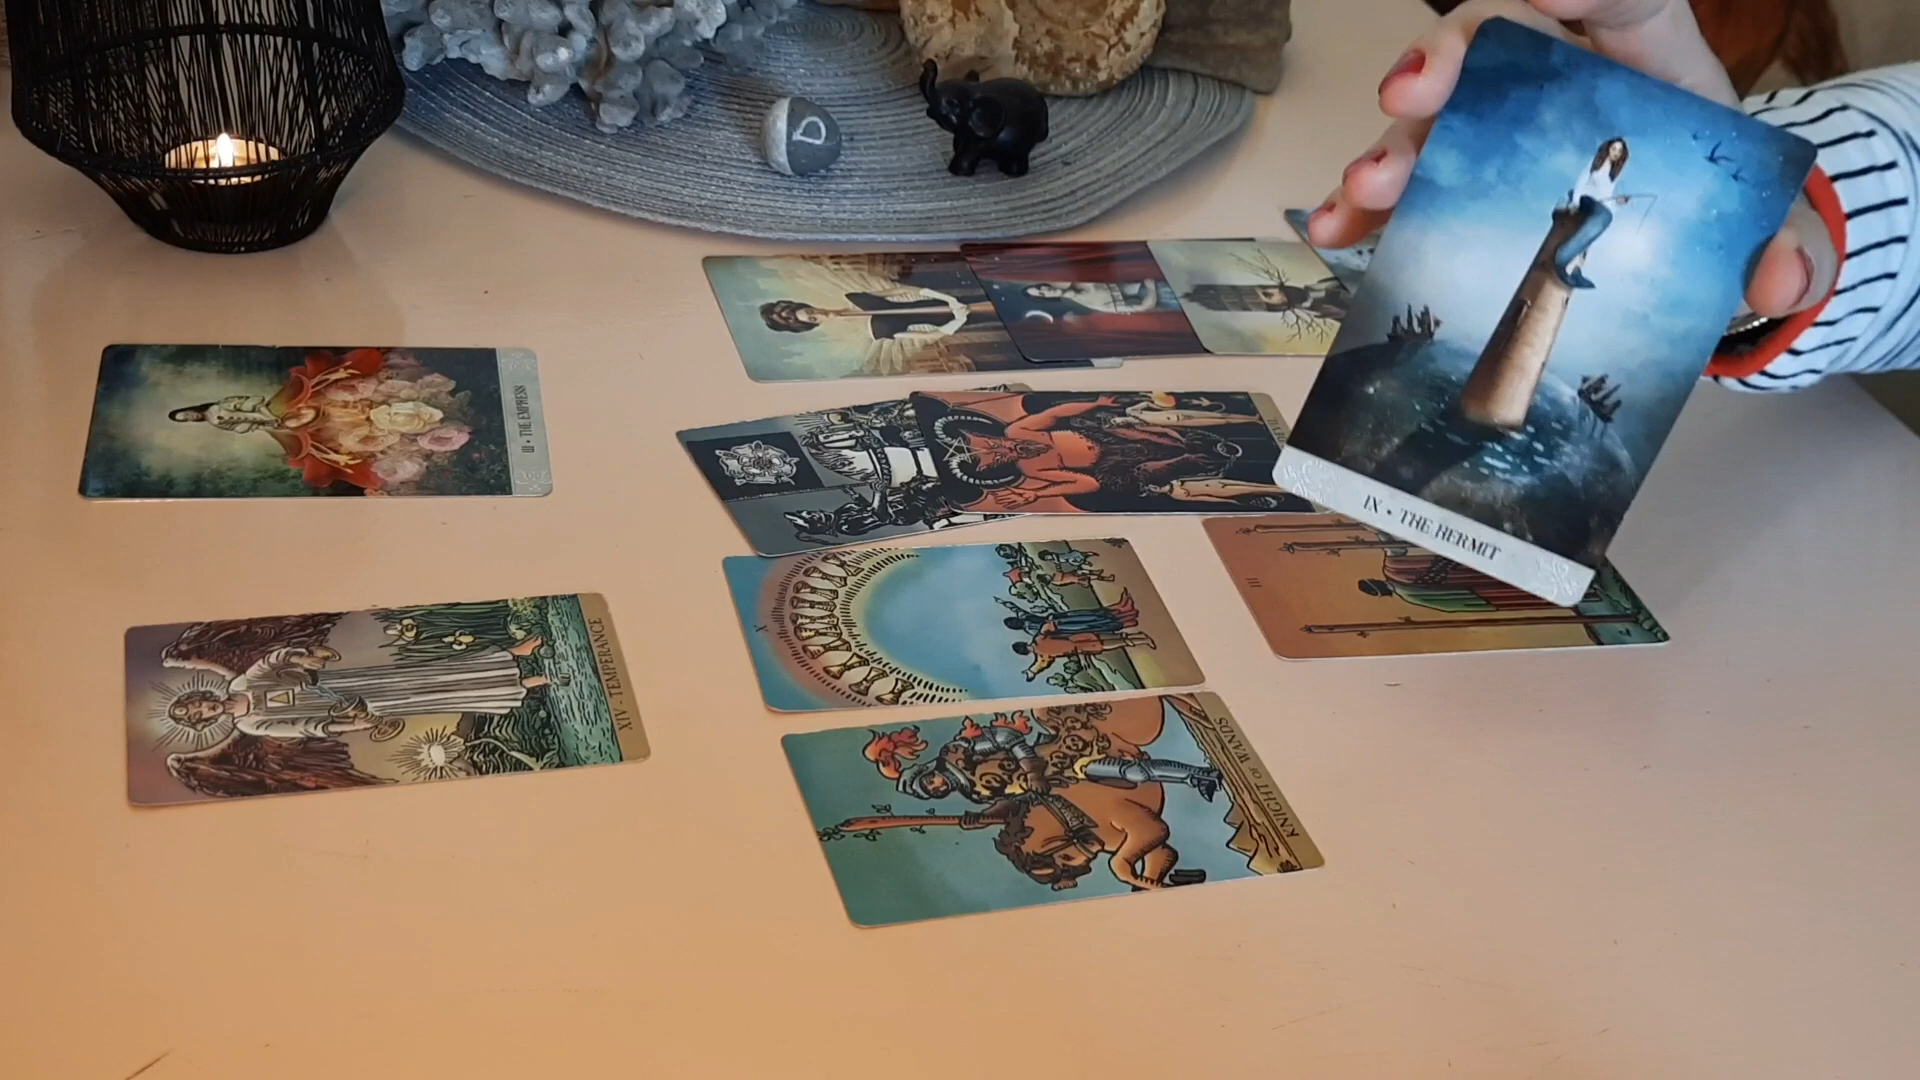 D
IX • THE HERMIT
III • THE EMPRESS
III
X
XIV - TEMPERANCE
KNIGHT OF WANDS